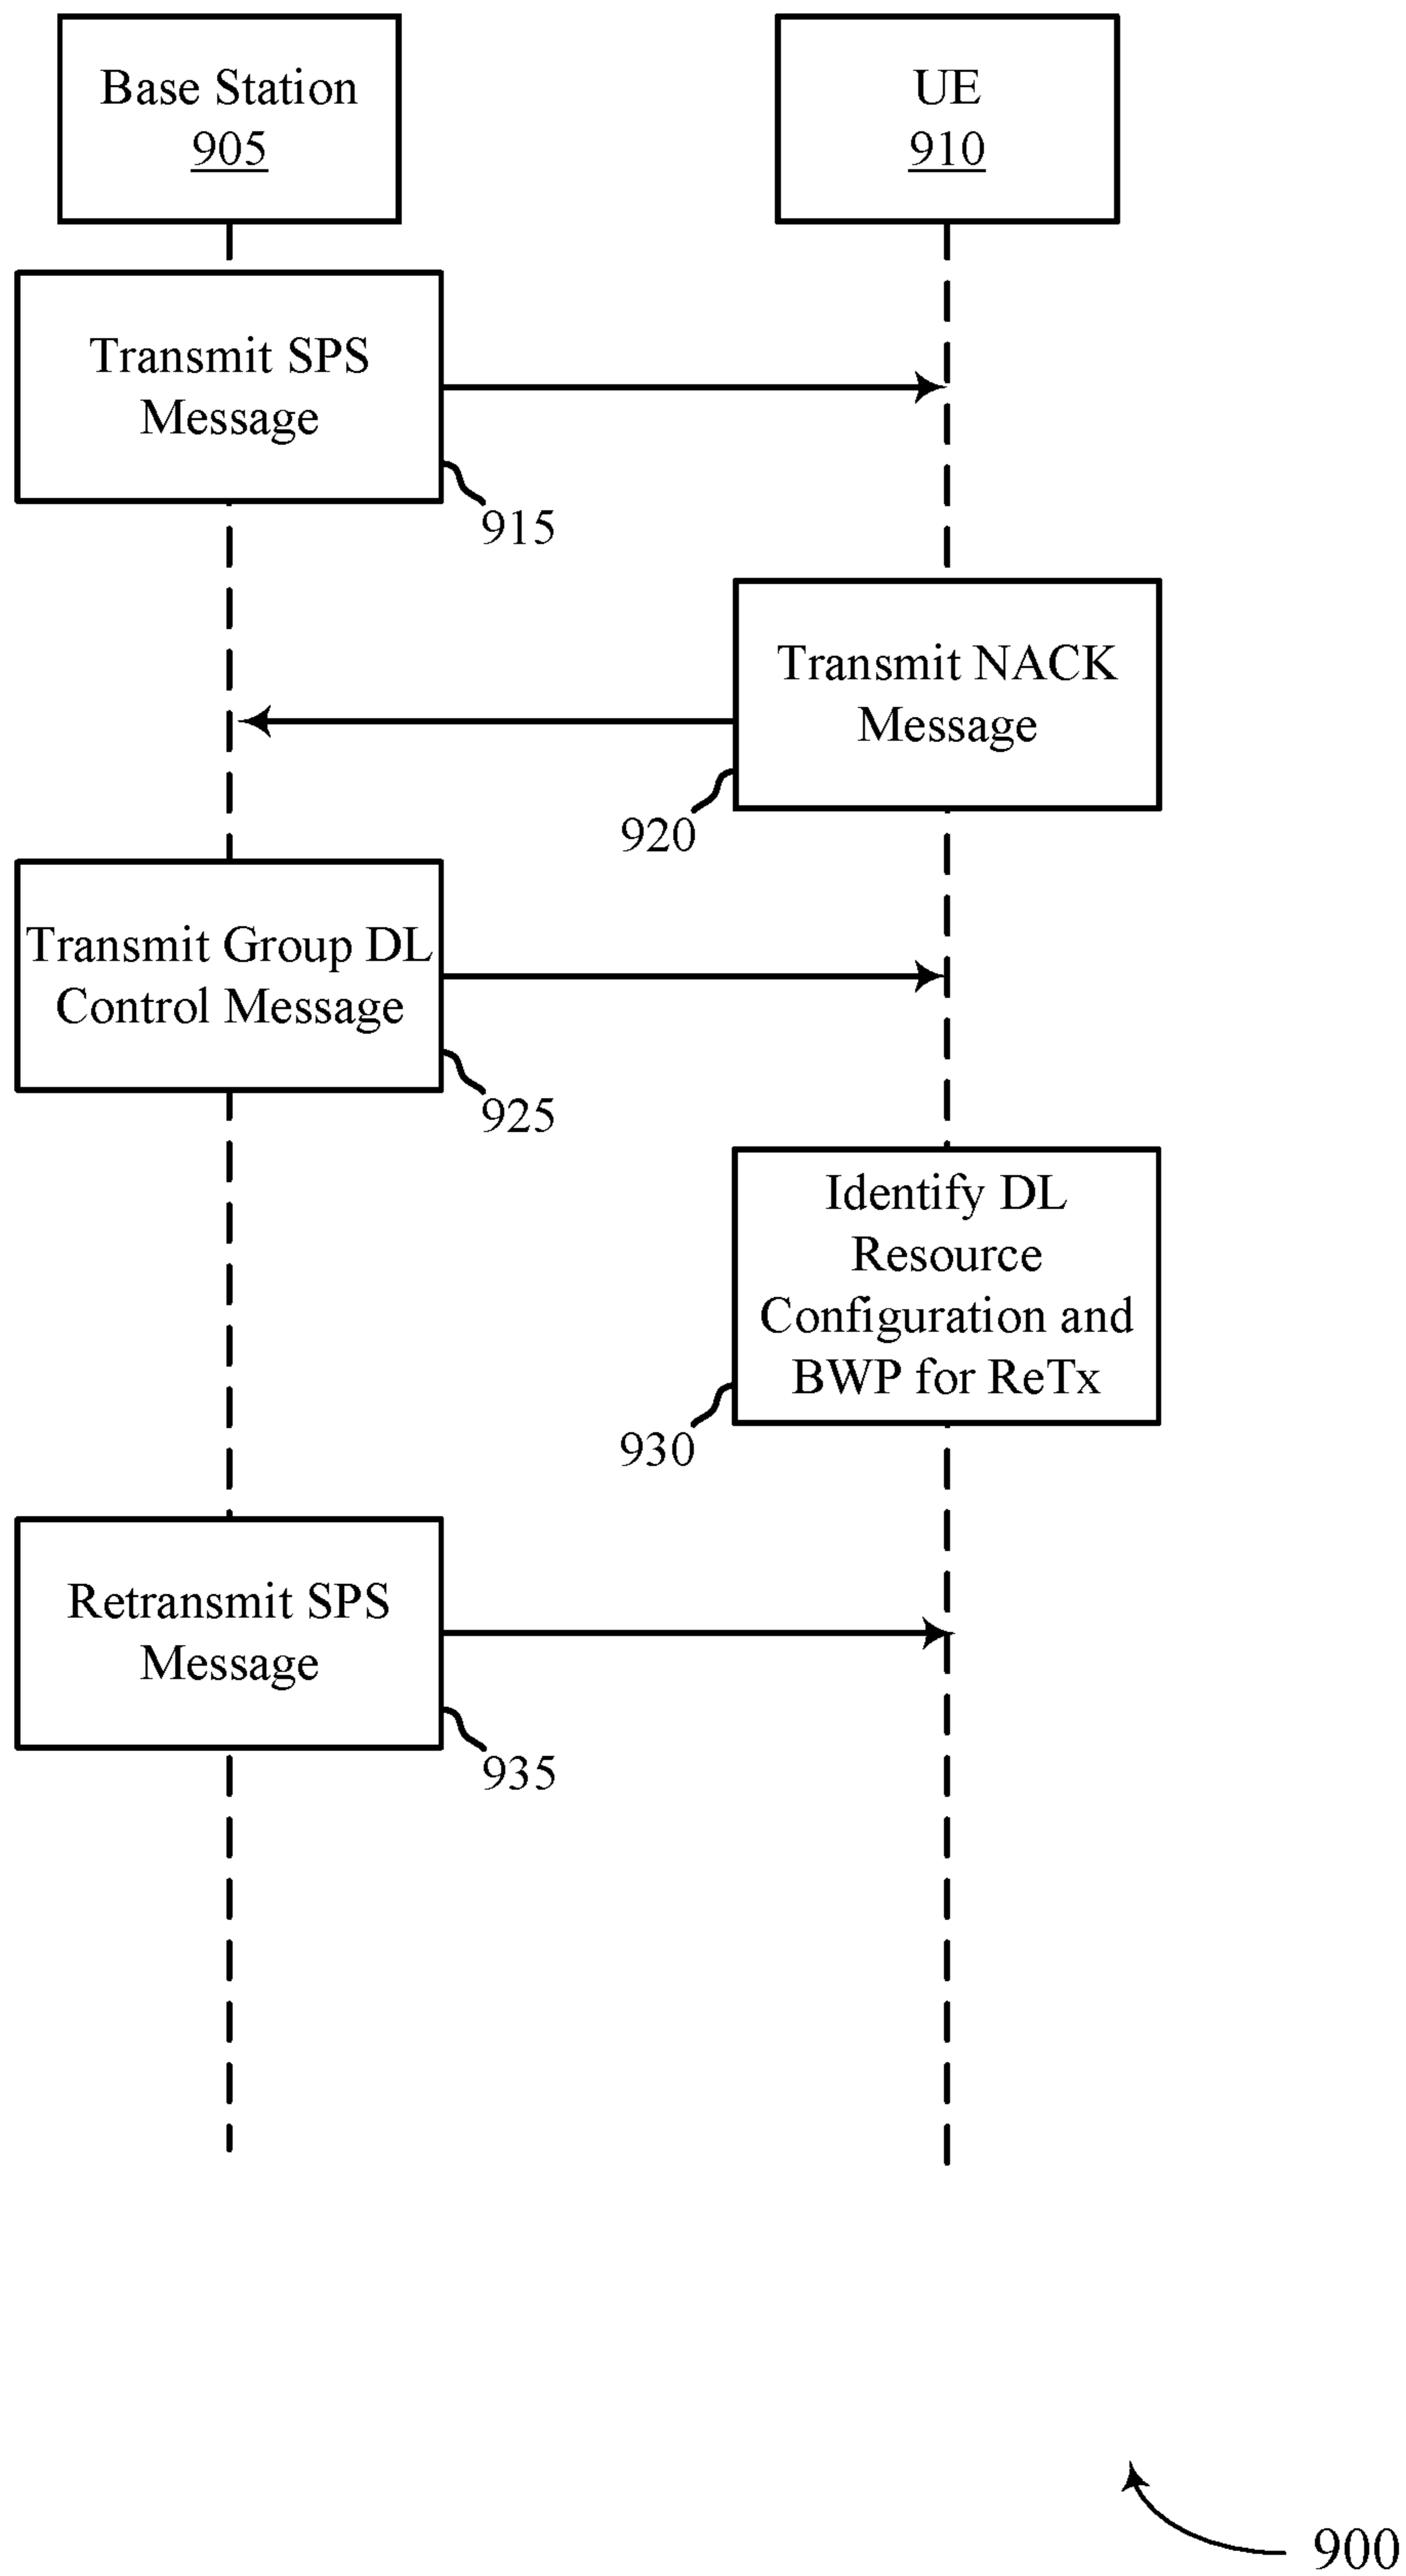 Base Station
905
UE
910
Transmit SPS
Message
915
Transmit NACK
Message
920
Transmit Group DL
Control Message
925
Identify DL
Resource
Configuration and
BWP for ReTx
930
Retransmit SPS
Message
935
900